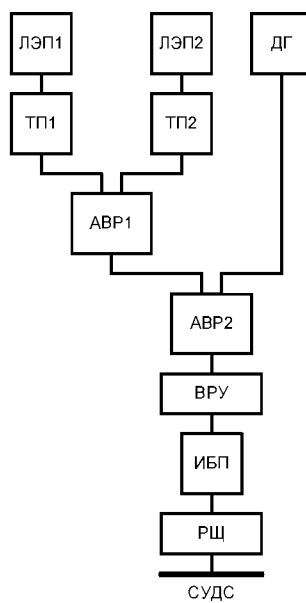 ЛЭП1
ЛЭП2
ДГ
ТП1
ТП2
АВР1
АВР2
ВРУ
ИБП
РЩ
СУДС